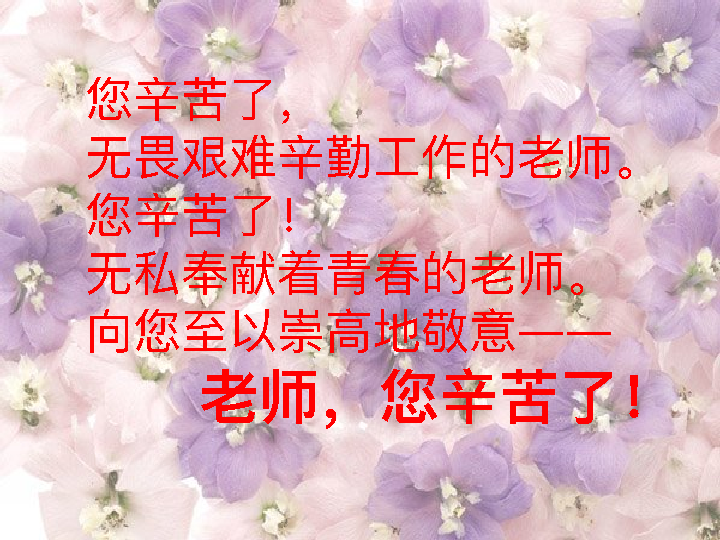 您辛苦了，
无畏艰难辛勤工作的老师。
您辛苦了！
无私奉献着青春的老师。
向您至以崇高地敬意——
老师，您辛苦了！